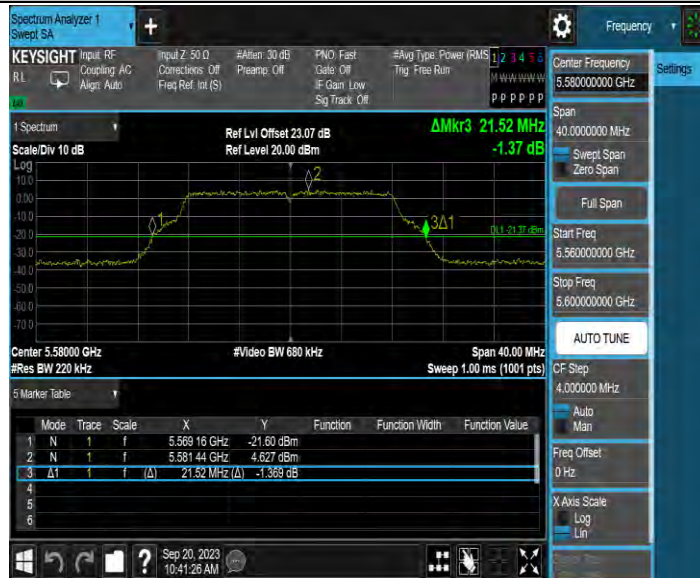 Spectrum Analyzer 1
Swept SA
+
Frequency
KEYSIGHT
RL
Input: RF
Coupling: AC
Align: Auto
Input Z: 50 Ω
Corrections: Off
Freq Ref: Int (S)
#Atten: 30 dB
Preamp: Off
PNO: Fast
Gate: Off
IF Gain: Low
Sig Track: Off
#Avg Type: Power (RMS
Trig: Free Run
1 2 3 4 5 6
M W W W W W
P P P P P P
1 Spectrum
Scale/Div 10 dB
Ref Lvl Offset 23.07 dB
Ref Level 20.00 dBm
ΔMkr3 21.52 MHz
-1.37 dB
Log
10.0
0.00
-10.0
-20.0
-30.0
-40.0
-50.0
-60.0
-70.0
1
2
3Δ1
DL1 -21.37 dBm
Center 5.58000 GHz
#Video BW 680 kHz
Span 40.00 MHz
#Res BW 220 kHz
Sweep 1.00 ms (1001 pts)
5 Marker Table
Mode Trace Scale X Y Function Function Width Function Value
1 N 1 f 5.569 16 GHz -21.60 dBm
2 N 1 f 5.581 44 GHz 4.627 dBm
3 Δ1 1 f (Δ) 21.52 MHz (Δ) -1.369 dB
4
5
6
?
Sep 20, 2023
10:41:26 AM
Center Frequency
5.580000000 GHz
Settings
Span
40.0000000 MHz
Swept Span
Zero Span
Full Span
Start Freq
5.560000000 GHz
Stop Freq
5.600000000 GHz
AUTO TUNE
CF Step
4.000000 MHz
Auto
Man
Freq Offset
0 Hz
X Axis Scale
Log
Lin